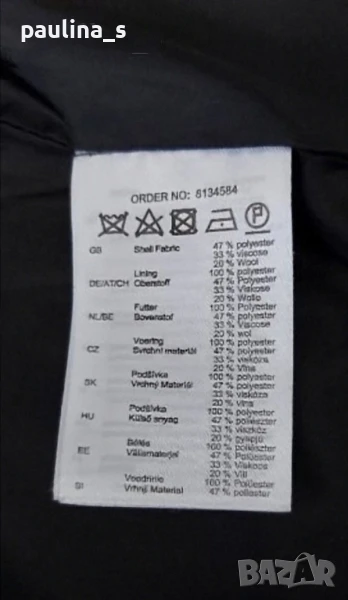 paulina_s
ORDER NO: 8134584
P
GB Shell Fabric 47 % polyester
33 % viscose
20 % Wool
Lining 100 % polyester
DE/AT/CH Oberstoff 47 % Polyester
33 % Viskose
20 % Wolle
Futter 100 % Polyester
NL/BE Bovenstof 47 % Polyester
33 % Viscose
20 % wol
Voering 100 % polyester
CZ Svrchní materiál 47 % polyester
33 % viskóza
20 % Vlna
Podšívka 100 % polyester
SK Vrchný Materiál 47 % polyester
33 % viskóza
20 % Vlna
Podšívka 100 % polyester
HU Külső anyag 47 % poliészter
33 % viszkóz
20 % gyapjú
Bélés 100 % poliészter
EE Välismaterjal 47 % Polüester
33 % Viskoos
20 % Vill
Voodririe 100 % Polüester
SI Vrhnji Material 47 % Poliester
BAZAR